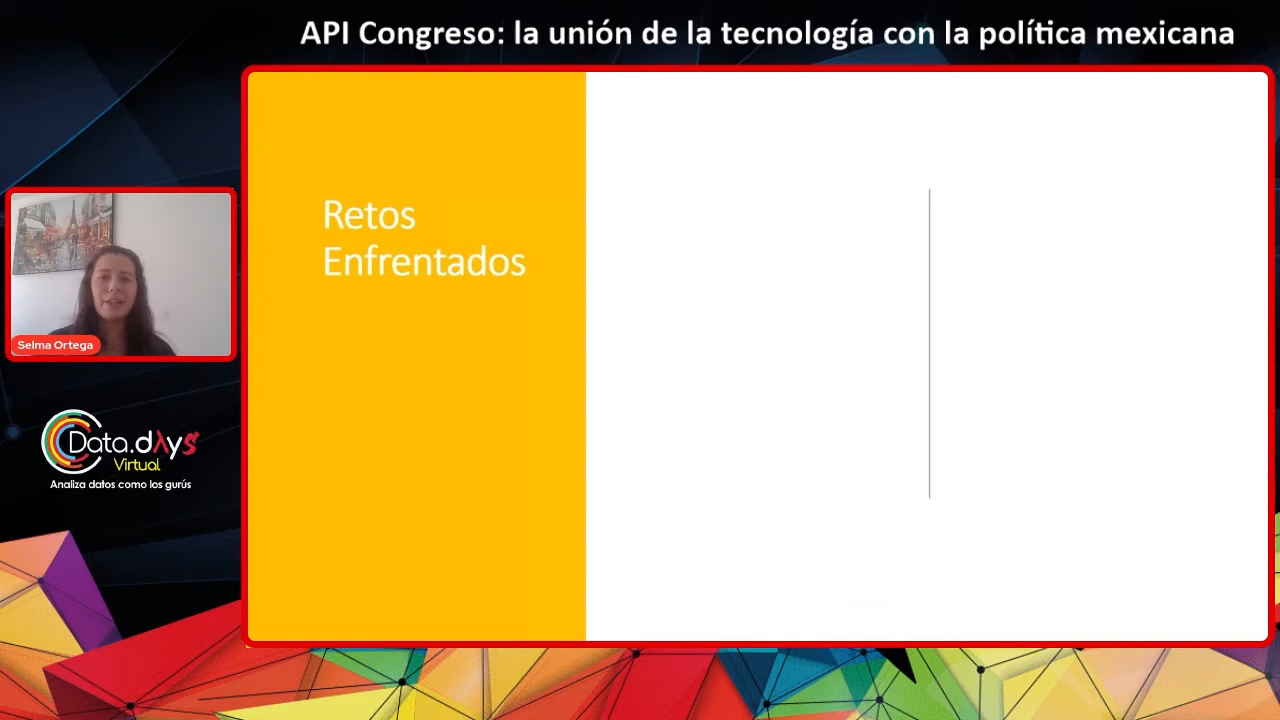 API Congreso: la unión de la tecnología con la política mexicana
Retos
Enfrentados
Selma Ortega
Data.dAys
Virtual
Analiza datos como los gurús